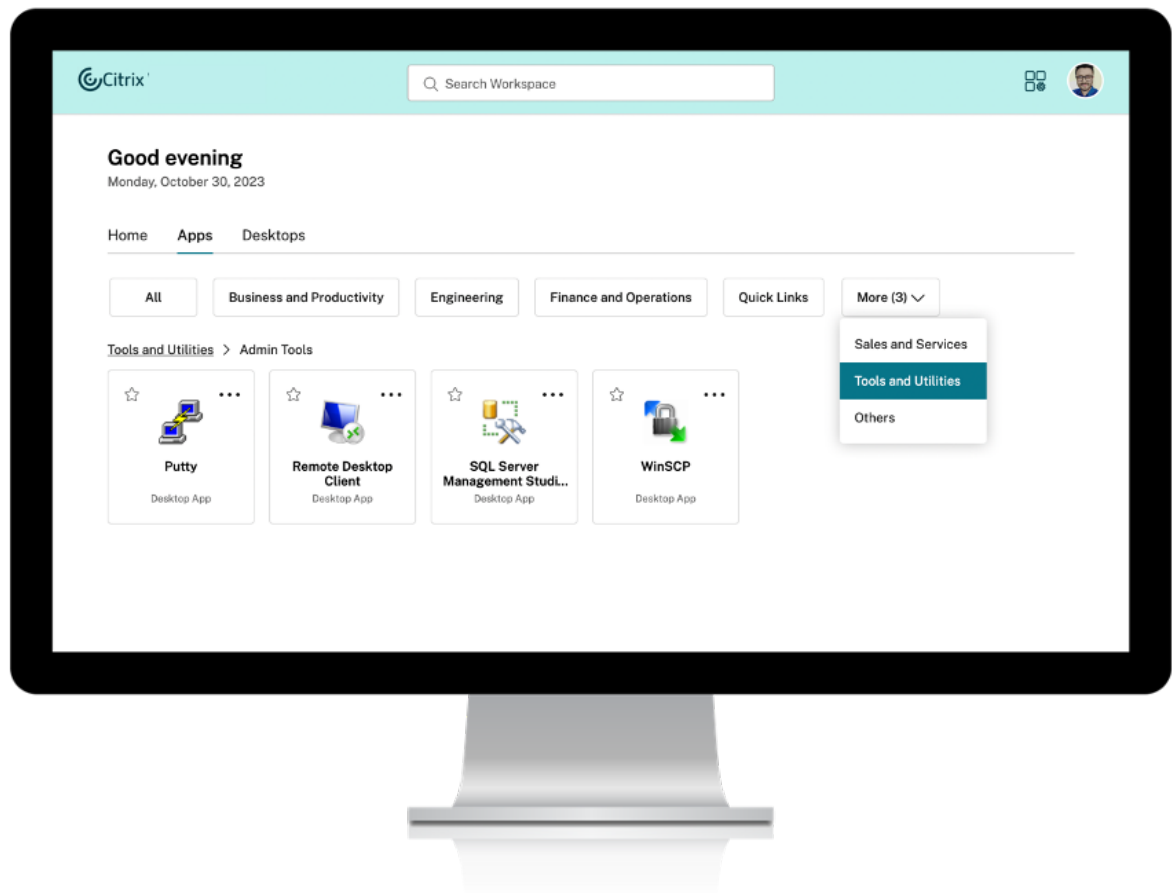 Citrix
Search Workspace
Good evening
Monday, October 30, 2023
Home Apps Desktops
All Business and Productivity Engineering Finance and Operations Quick Links More (3)
Sales and Services
Tools and Utilities
Others
Tools and Utilities > Admin Tools
Putty
Desktop App
Remote Desktop
Client
Desktop App
SQL Server
Management Studi...
Desktop App
WinSCP
Desktop App